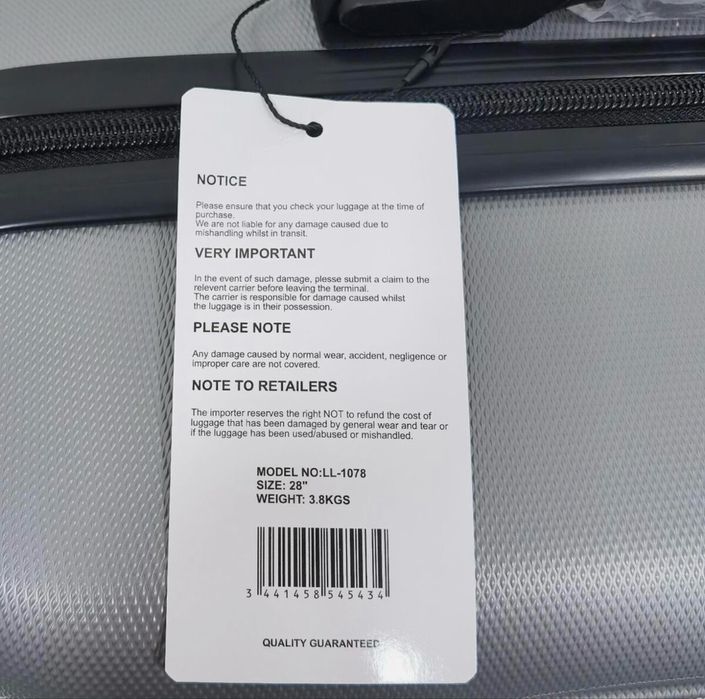 NOTICE
Please ensure that you check your luggage at the time of
purchase.
We are not liable for any damage caused due to
mishandling whilst in transit.
VERY IMPORTANT
In the event of such damage, plesse submit a claim to the
relevent carrier before leaving the terminal.
The carrier is responsible for damage caused whilst
the luggage is in their possession.
PLEASE NOTE
Any damage caused by normal wear, accident, negligence or
improper care are not covered.
NOTE TO RETAILERS
The importer reserves the right NOT to refund the cost of
luggage that has been damaged by general wear and tear or
if the luggage has been used/abused or mishandled.
MODEL NO:LL-1078
SIZE: 28"
WEIGHT: 3.8KGS
3 441458 545434
QUALITY GUARANTEED